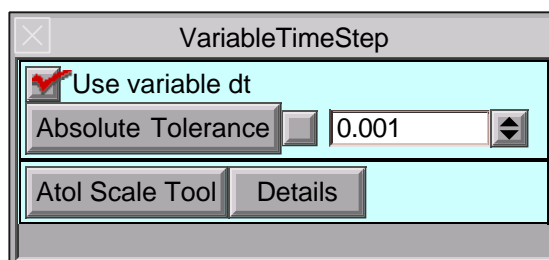 VariableTimeStep
Use variable dt
Absolute Tolerance 0.001
Atol Scale Tool Details